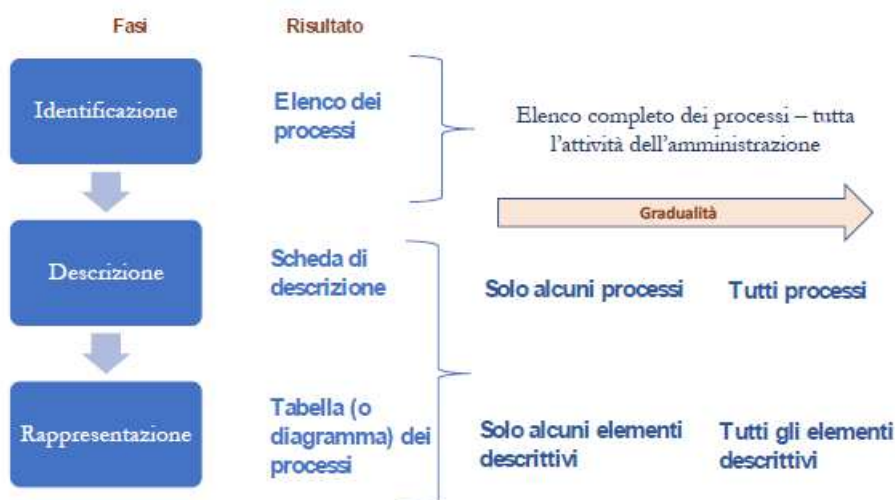 Fasi
Risultato
Identificazione
Elenco dei
processi
Elenco completo dei processi – tutta
l'attività dell'amministrazione
Gradualità
Descrizione
Scheda di
descrizione
Solo alcuni processi
Tutti processi
Rappresentazione
Tabella (o
diagramma) dei
processi
Solo alcuni elementi
descrittivi
Tutti gli elementi
descrittivi